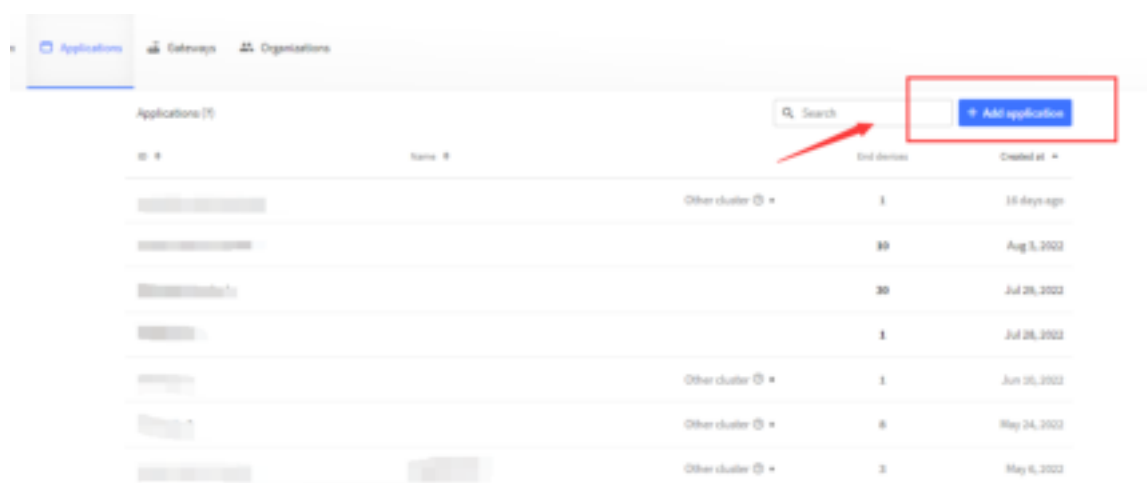 Applications Gateways Organizations
Applications (7) Search + Add application
ID Name End devices Created at
Other cluster 1 16 days ago
10 Aug 3, 2022
30 Jul 29, 2022
1 Jul 28, 2022
Other cluster 1 Jun 10, 2022
Other cluster 8 May 24, 2022
Other cluster 3 May 6, 2022